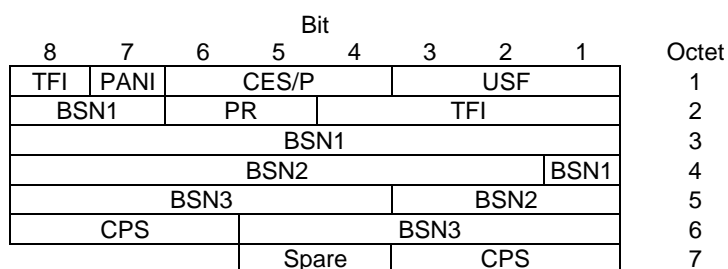 Bit
8 7 6 5 4 3 2 1 Octet
TFI PANI CES/P USF 1
BSN1 PR TFI 2
BSN1 3
BSN2 BSN1 4
BSN3 BSN2 5
CPS BSN3 6
Spare CPS 7